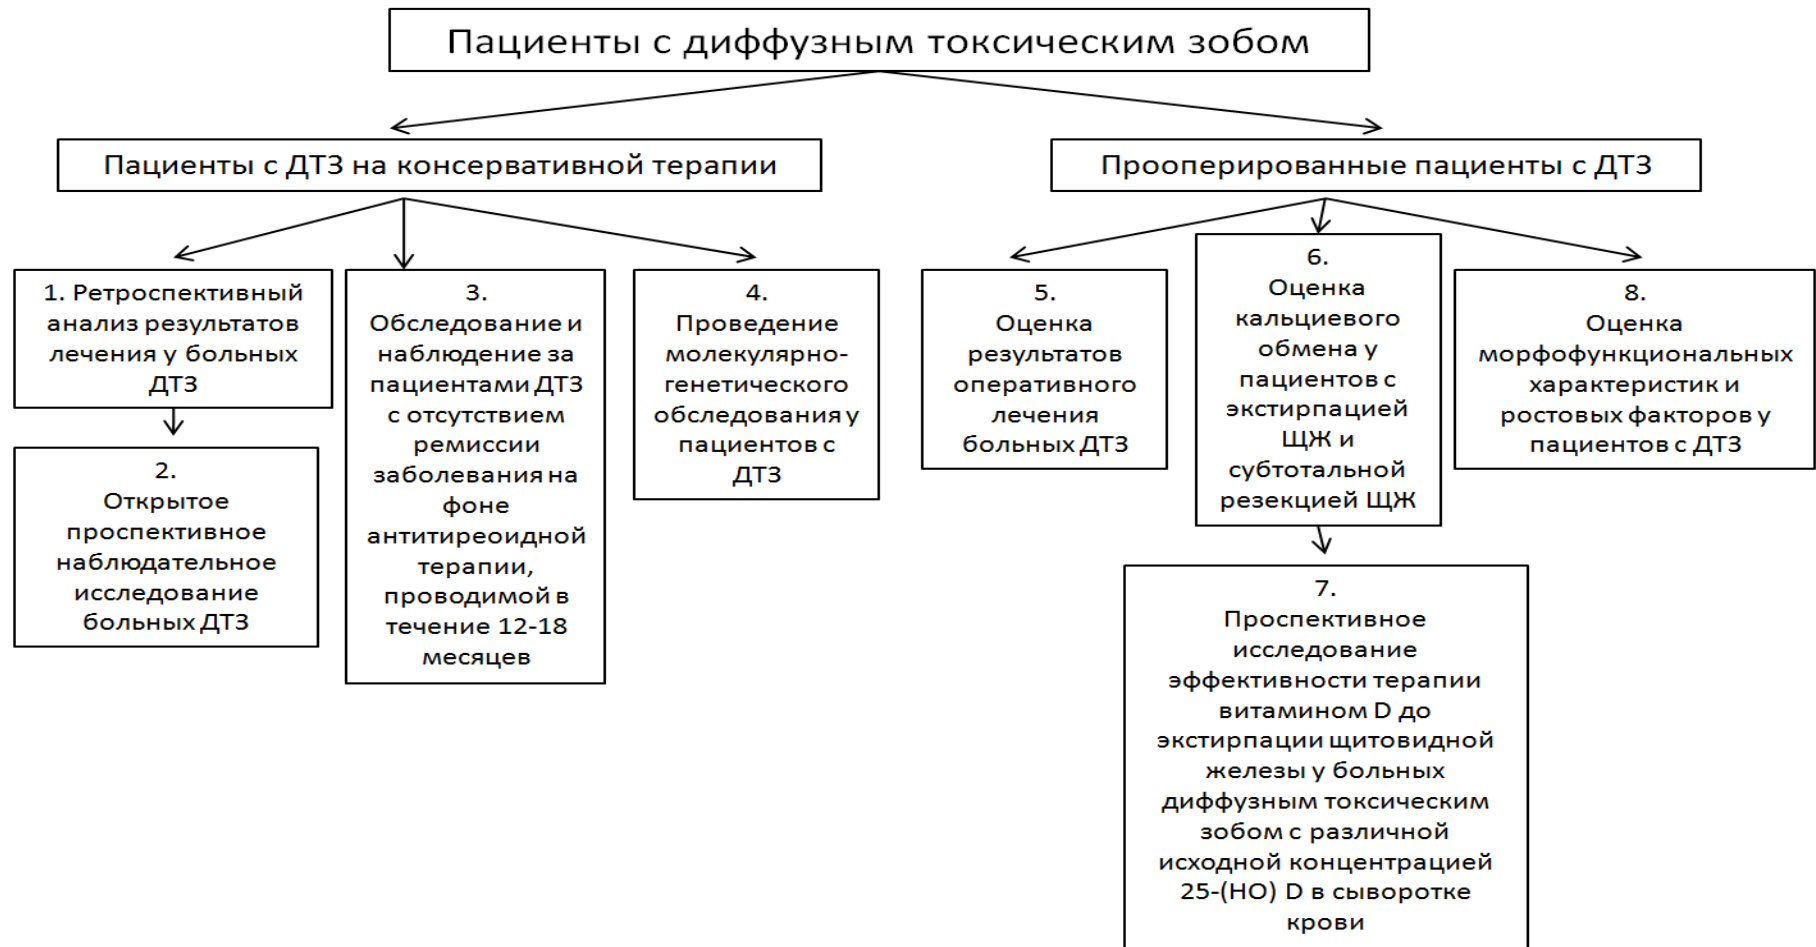 Пациенты с диффузным токсическим зобом
Пациенты с ДТЗ на консервативной терапии
Прооперированные пациенты с ДТЗ
1. Ретроспективный
анализ результатов
лечения у больных
ДТЗ
2.
Открытое
проспективное
наблюдательное
исследование
больных ДТЗ
3.
Обследование и
наблюдение за
пациентами ДТЗ
с отсутствием
ремиссии
заболевания на
фоне
антитиреоидной
терапии,
проводимой в
течение 12-18
месяцев
4.
Проведение
молекулярно-
генетического
обследования у
пациентов с
ДТЗ
5.
Оценка
результатов
оперативного
лечения
больных ДТЗ
6.
Оценка
кальциевого
обмена у
пациентов с
экстирпацией
ЩЖ и
субтотальной
резекцией ЩЖ
7.
Проспективное
исследование
эффективности терапии
витамином D до
экстирпации щитовидной
железы у больных
диффузным токсическим
зобом с различной
исходной концентрацией
25-(НО) D в сыворотке
крови
8.
Оценка
морфофункциональных
характеристик и
ростовых факторов у
пациентов с ДТЗ